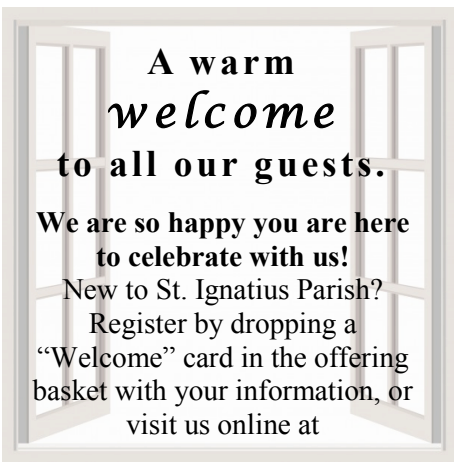 A warm
welcome
to all our guests.
We are so happy you are here
to celebrate with us!
New to St. Ignatius Parish?
Register by dropping a
“Welcome” card in the offering
basket with your information, or
visit us online at